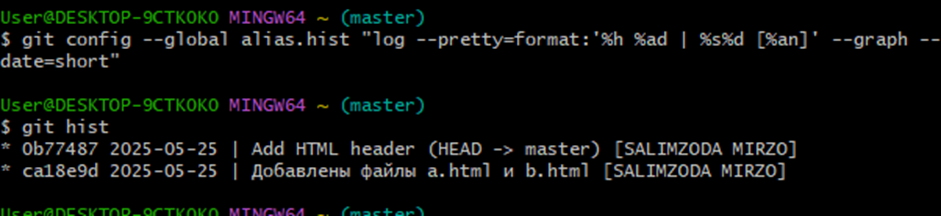 User@DESKTOP-9CTKOKO MINGW64 ~ (master)
$ git config --global alias.hist "log --pretty=format:'%h %ad | %s%d [%an]' --graph --
date=short"
User@DESKTOP-9CTKOKO MINGW64 ~ (master)
$ git hist
* 0b77487 2025-05-25 | Add HTML header (HEAD -> master) [SALIMZODA MIRZO]
* ca18e9d 2025-05-25 | Добавлены файлы a.html и b.html [SALIMZODA MIRZO]
User@DESKTOP-9CTKOKO MINGW64 ~ (master)